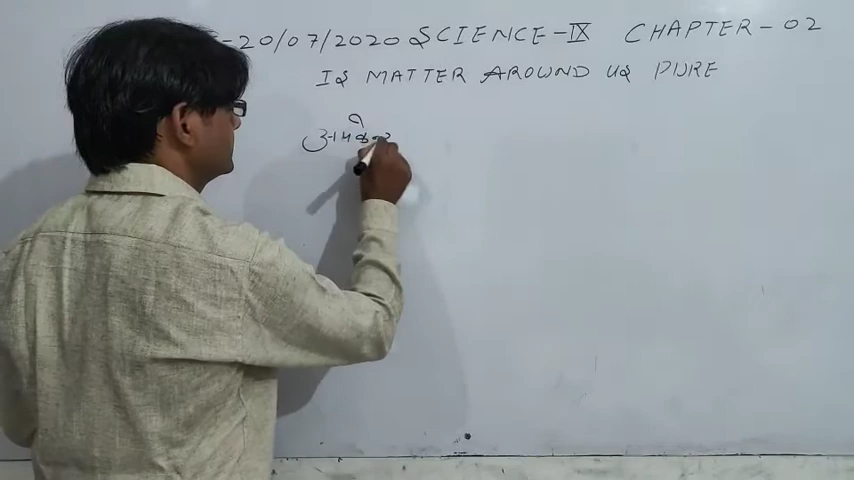 -20/07/2020 SCIENCE-IX CHAPTER-02
IS MATTER AROUND US PURE